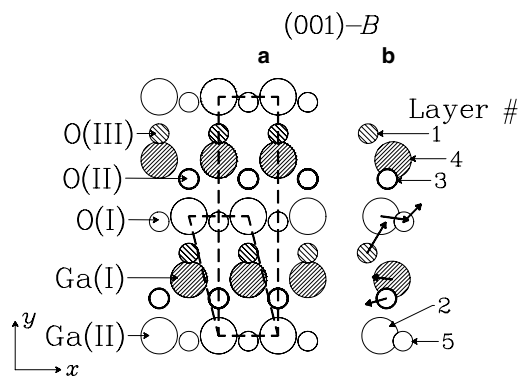 (001)–B
a b
Layer #
O(III) 1
4
O(II) 3
O(I)
Ga(I)
2
Ga(II) 5
y
x